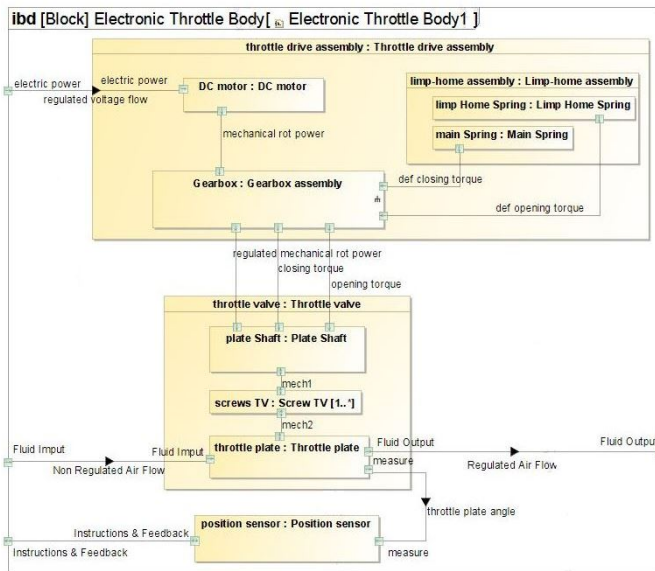 ibd [Block] Electronic Throttle Body[ Electronic Throttle Body1 ]
throttle drive assembly : Throttle drive assembly
electric power
electric power
regulated voltage flow
DC motor : DC motor
limp-home assembly : Limp-home assembly
limp Home Spring : Limp Home Spring
main Spring : Main Spring
mechanical rot power
Gearbox : Gearbox assembly
def closing torque
def opening torque
regulated mechanical rot power
closing torque
opening torque
throttle valve : Throttle valve
plate Shaft : Plate Shaft
mech1
screws TV : Screw TV [1..*]
mech2
Fluid Imput
Fluid Imput
throttle plate : Throttle plate
Fluid Output
Fluid Output
Non Regulated Air Flow
measure
Regulated Air Flow
throttle plate angle
position sensor : Position sensor
Instructions & Feedback
Instructions & Feedback
measure